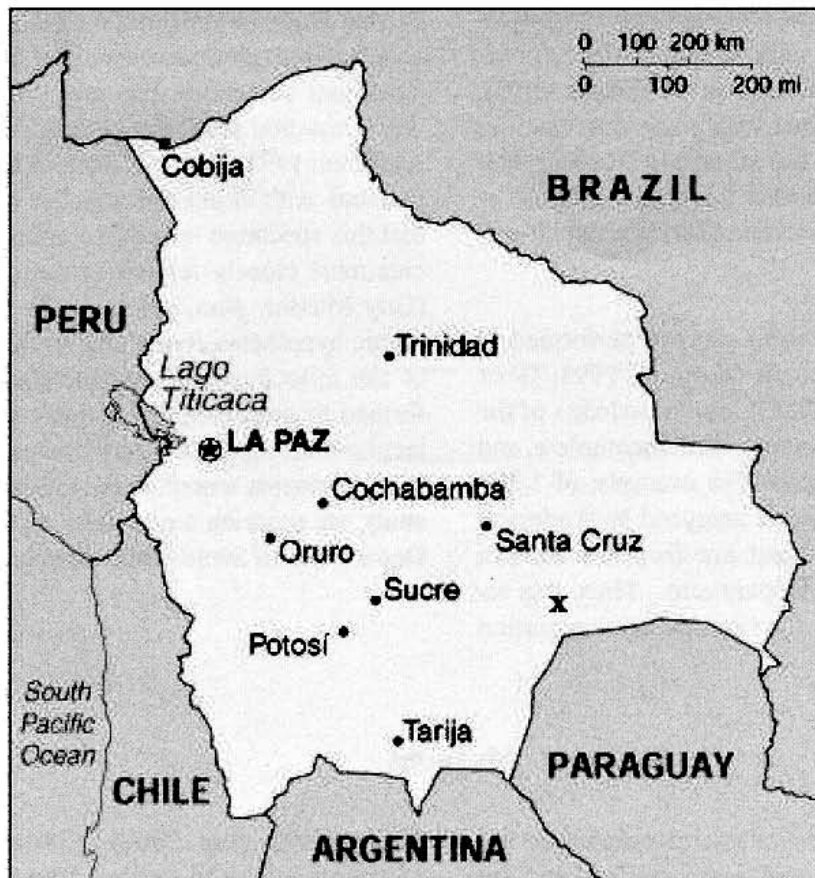 0 100 200 km
0 100 200 mi
Cobija
BRAZIL
PERU
Trinidad
Lago
Titicaca
LA PAZ
Cochabamba
Oruro
Santa Cruz
Sucre
x
Potosí
South
Pacific
Ocean
Tarija
PARAGUAY
CHILE
ARGENTINA